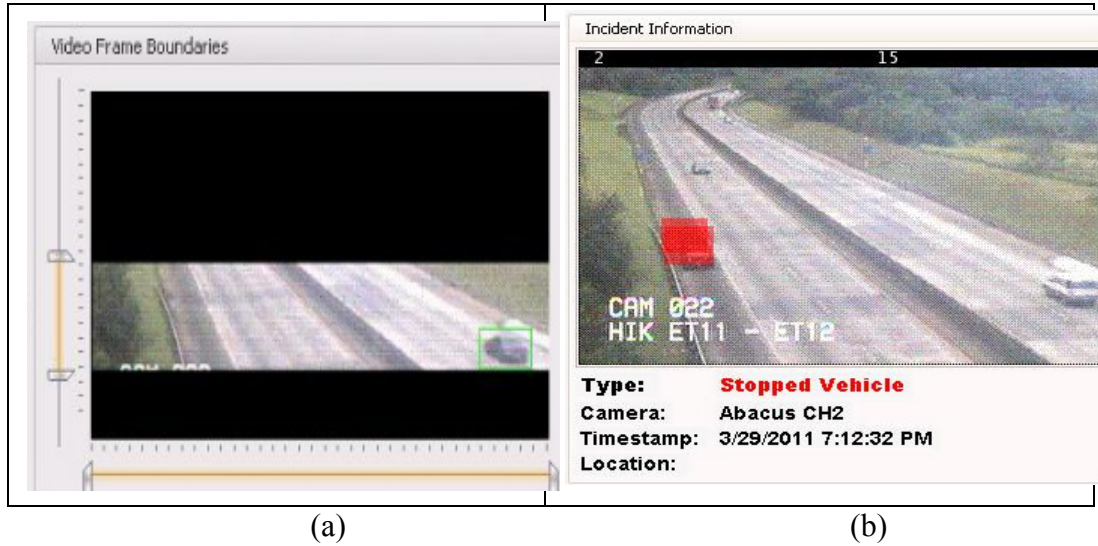 Video Frame Boundaries
Incident Information
2 15
CAM 022
HIK ET11 - ET12
Type: Stopped Vehicle
Camera: Abacus CH2
Timestamp: 3/29/2011 7:12:32 PM
Location:
(a) (b)